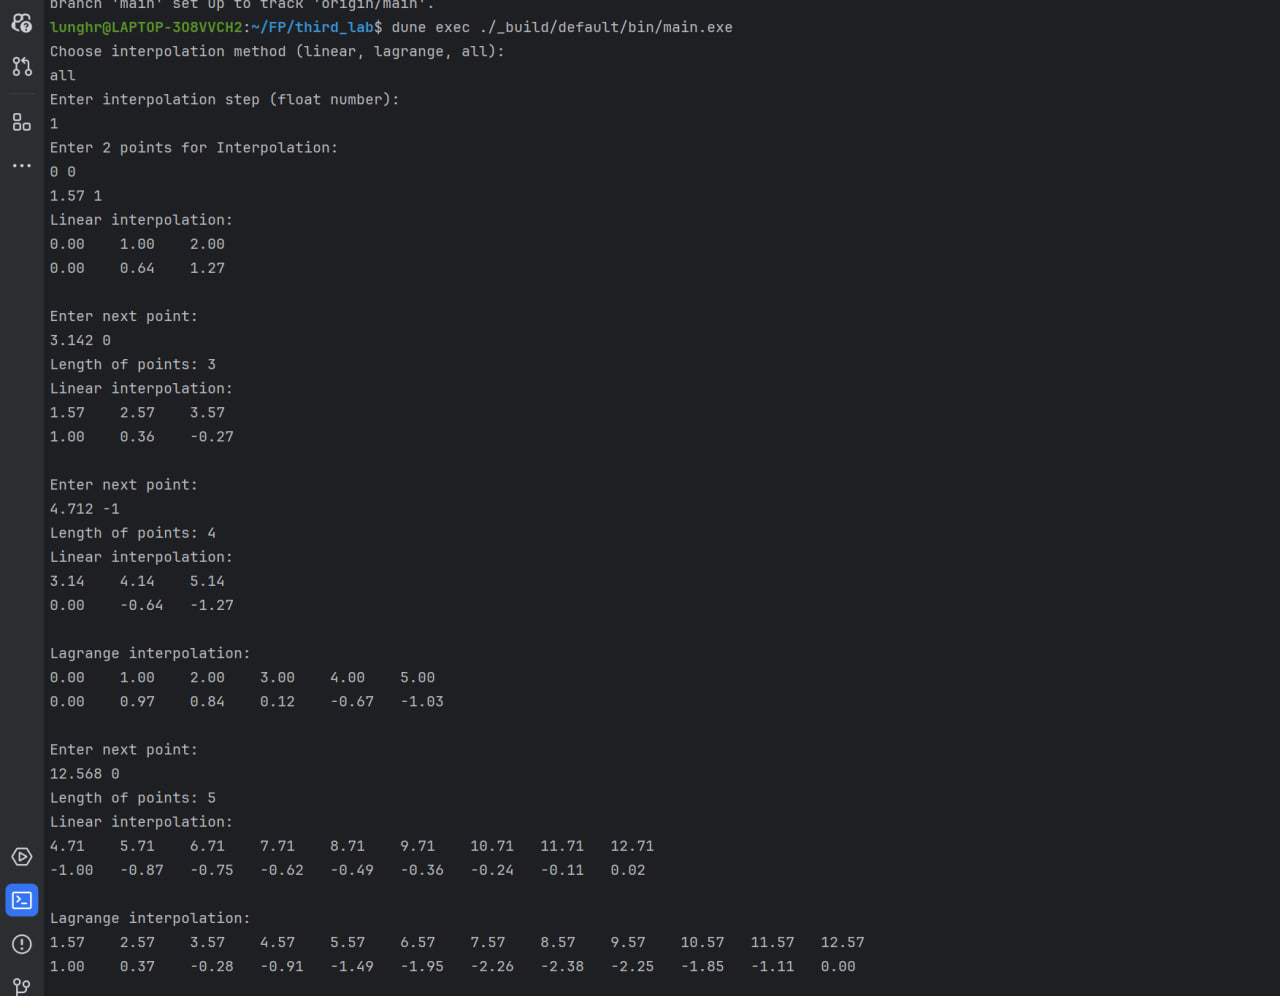 branch 'main' set up to track 'origin/main'.
lunghr@LAPTOP-3O8VVCH2:~/FP/third_lab$ dune exec ./_build/default/bin/main.exe
Choose interpolation method (linear, lagrange, all):
all
Enter interpolation step (float number):
1
Enter 2 points for Interpolation:
0 0
1.57 1
Linear interpolation:
0.00    1.00    2.00
0.00    0.64    1.27
Enter next point:
3.142 0
Length of points: 3
Linear interpolation:
1.57    2.57    3.57
1.00    0.36    -0.27
Enter next point:
4.712 -1
Length of points: 4
Linear interpolation:
3.14    4.14    5.14
0.00    -0.64   -1.27
Lagrange interpolation:
0.00    1.00    2.00    3.00    4.00    5.00
0.00    0.97    0.84    0.12    -0.67   -1.03
Enter next point:
12.568 0
Length of points: 5
Linear interpolation:
4.71    5.71    6.71    7.71    8.71    9.71    10.71   11.71   12.71
-1.00   -0.87   -0.75   -0.62   -0.49   -0.36   -0.24   -0.11   0.02
Lagrange interpolation:
1.57    2.57    3.57    4.57    5.57    6.57    7.57    8.57    9.57    10.57   11.57   12.57
1.00    0.37    -0.28   -0.91   -1.49   -1.95   -2.26   -2.38   -2.25   -1.85   -1.11   0.00